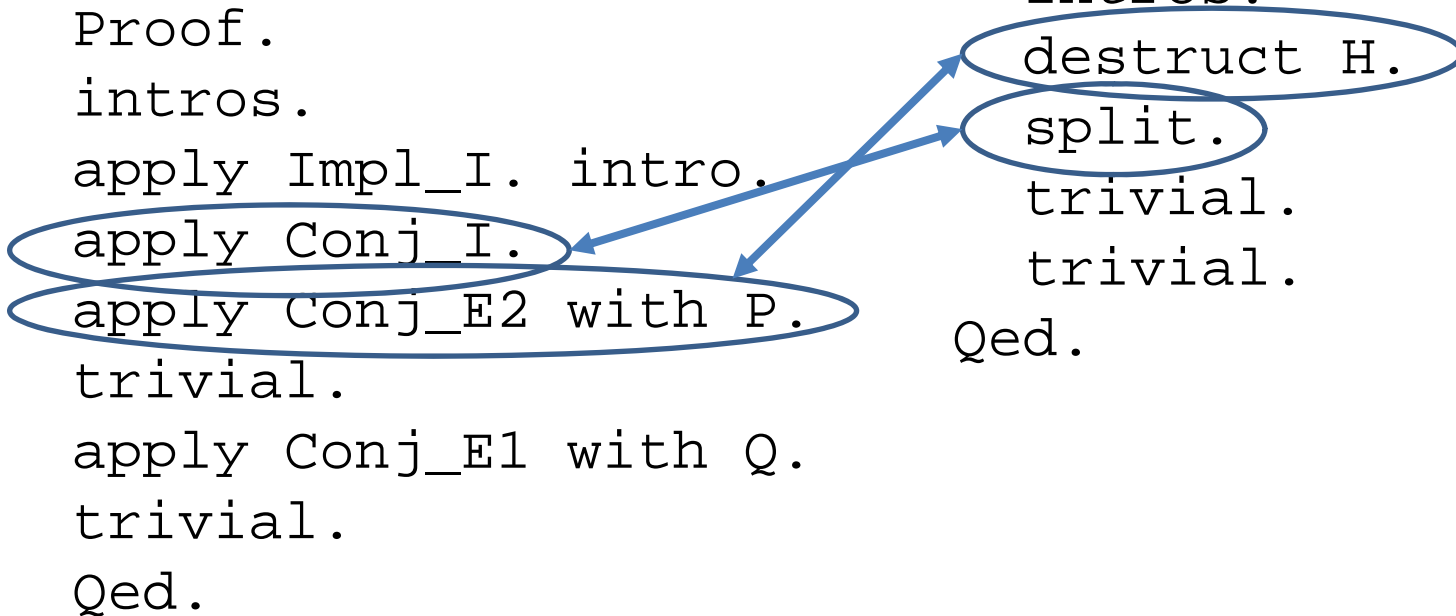 Proof.
intros.
apply Impl_I. intro.
apply Conj_I.
apply Conj_E2 with P.
trivial.
apply Conj_E1 with Q.
trivial.
Qed.
intros.
destruct H.
split.
trivial.
trivial.
Qed.